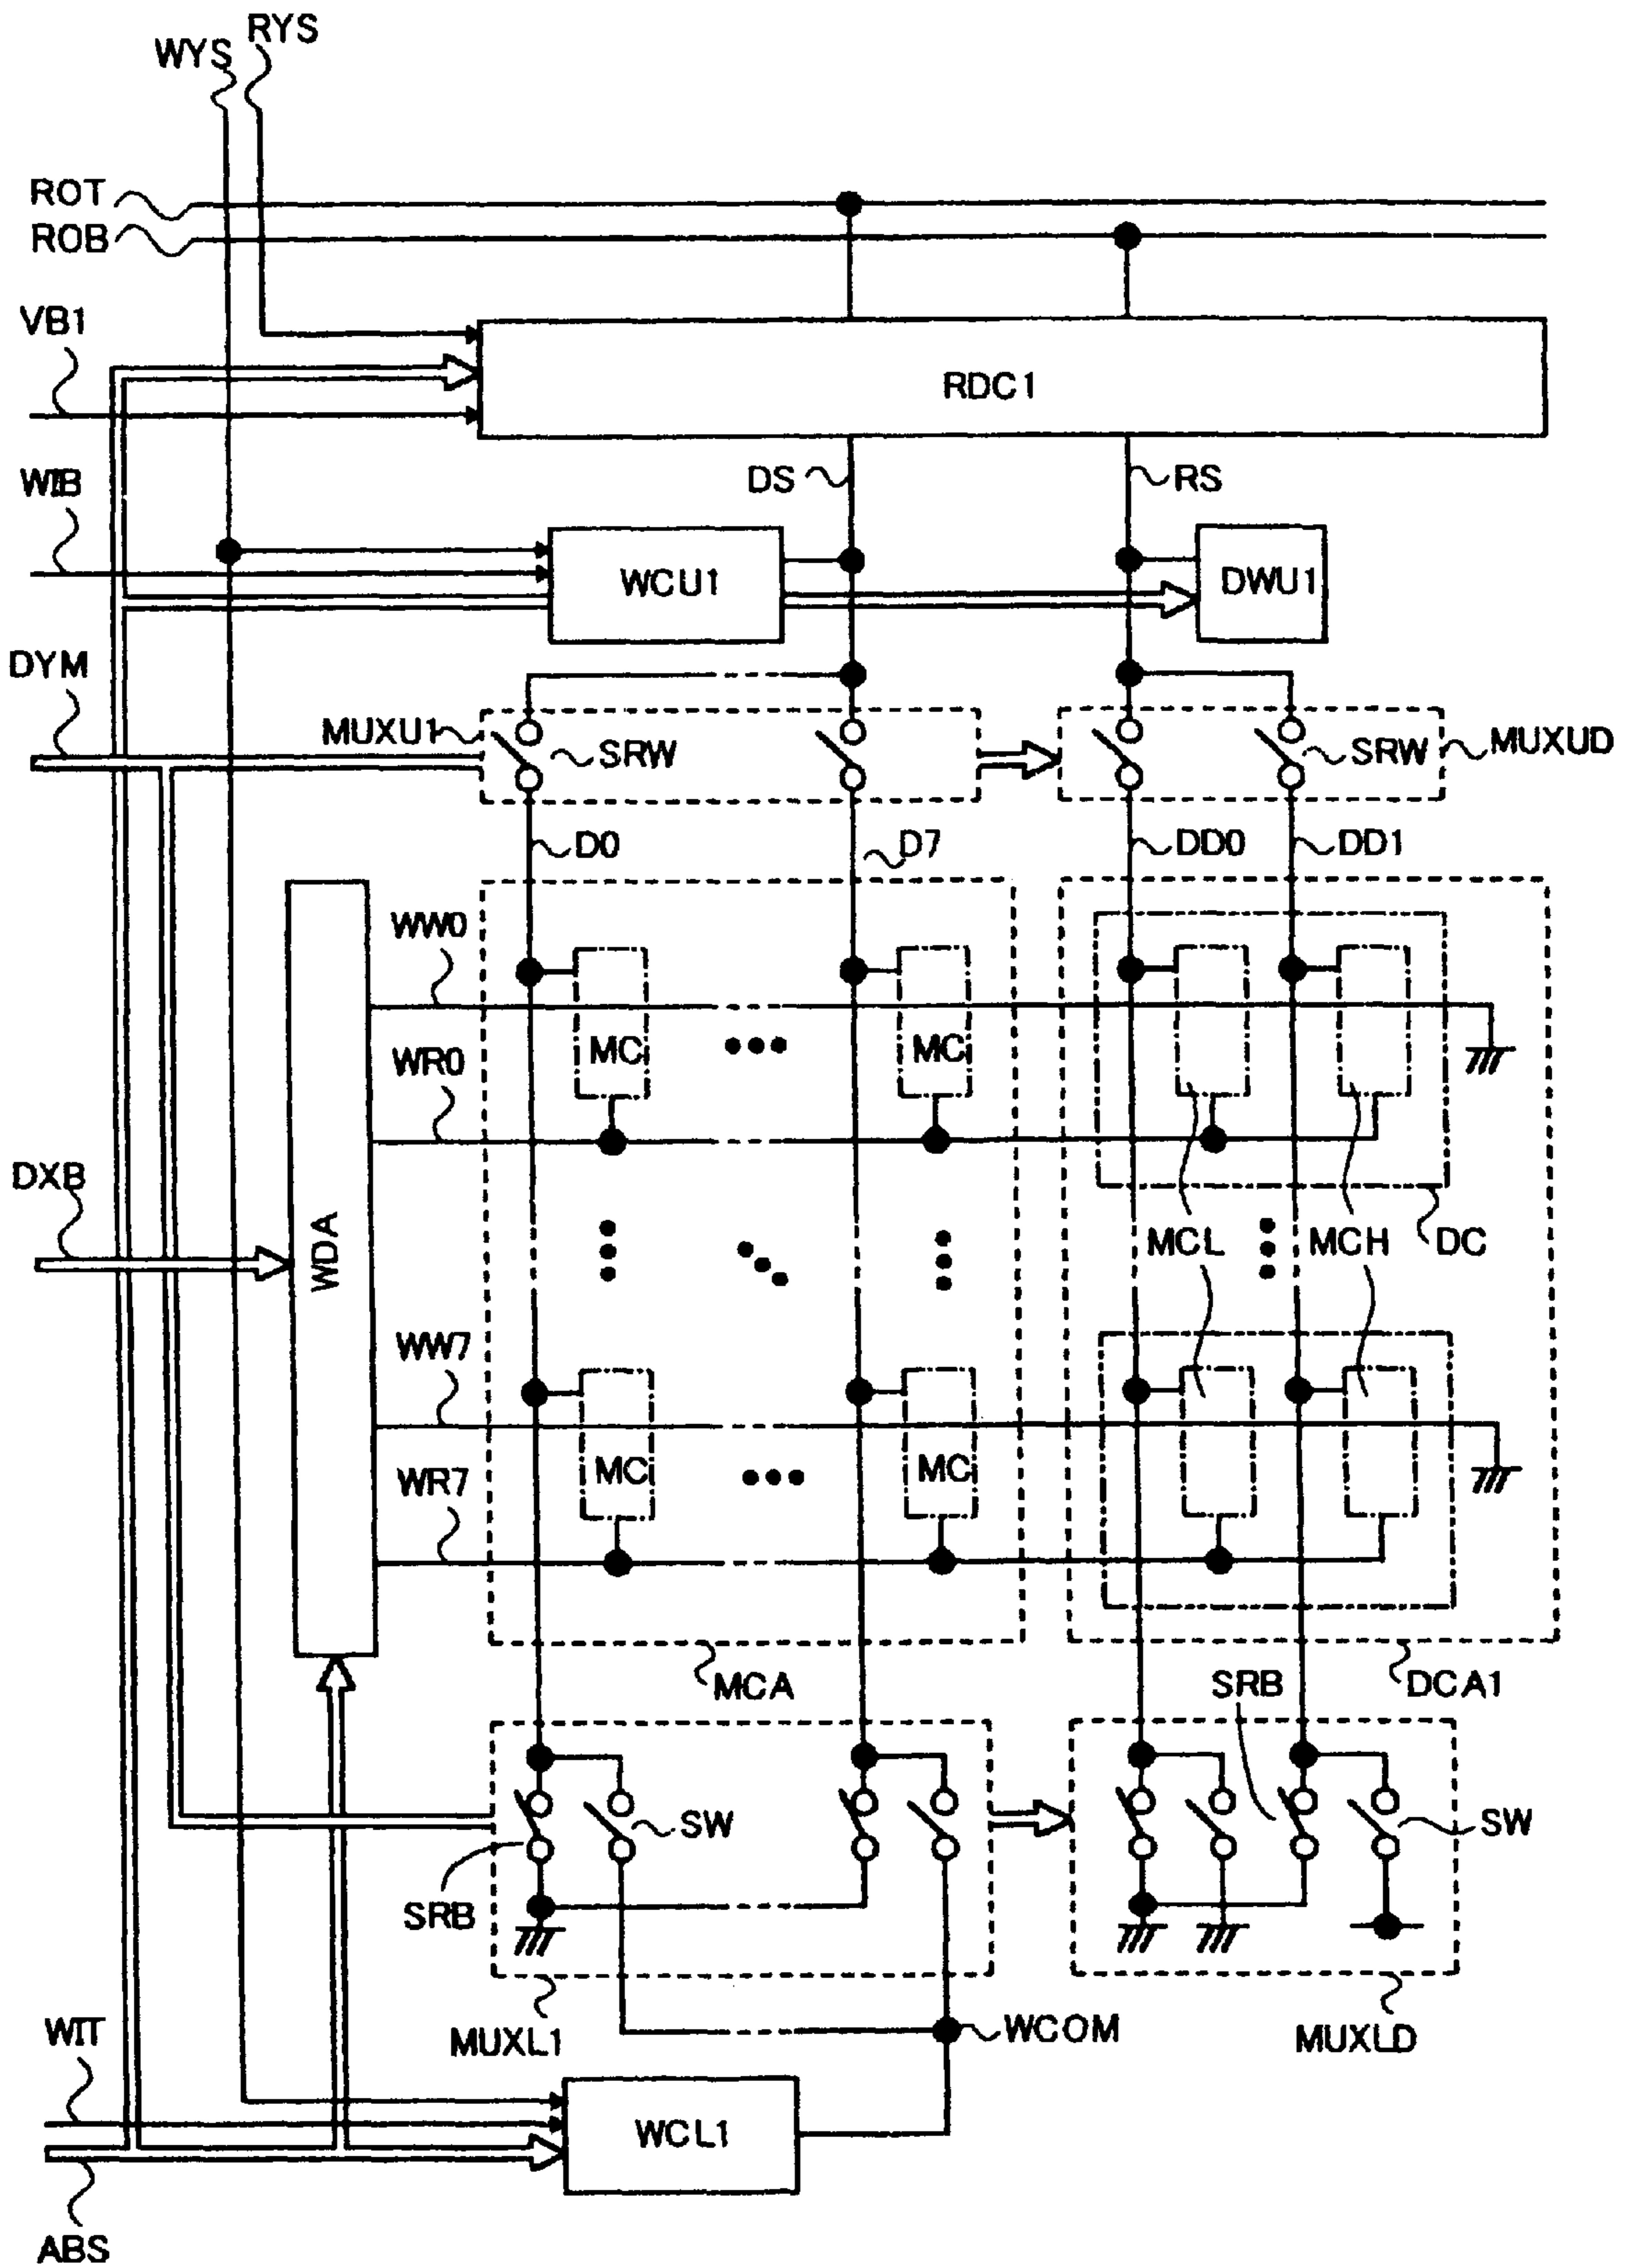 RYS
WYS
ROT
ROB
VB1
RDC1
WIB
DS
RS
WCU1
DWU1
DYM
MUXU1
SRW
SRW
MUXUD
D0
D7
DD0
DD1
WW0
MC
MC
WR0
DXB
WDA
MCL
MCH
DC
WW7
MC
MC
WR7
MCA
SRB
DCA1
SW
SW
SRB
WIT
MUXL1
WCOM
MUXLD
WCL1
ABS